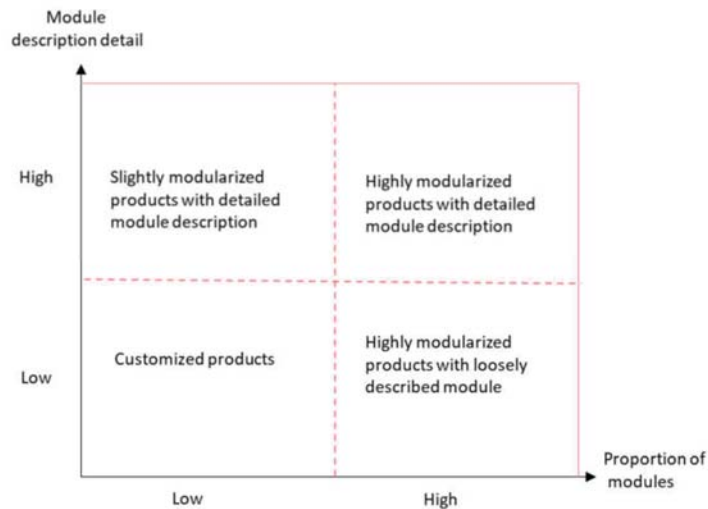 Module
description detail
High
Slightly modularized
products with detailed
module description
Highly modularized
products with detailed
module description
Low
Customized products
Highly modularized
products with loosely
described module
Proportion of
modules
Low
High